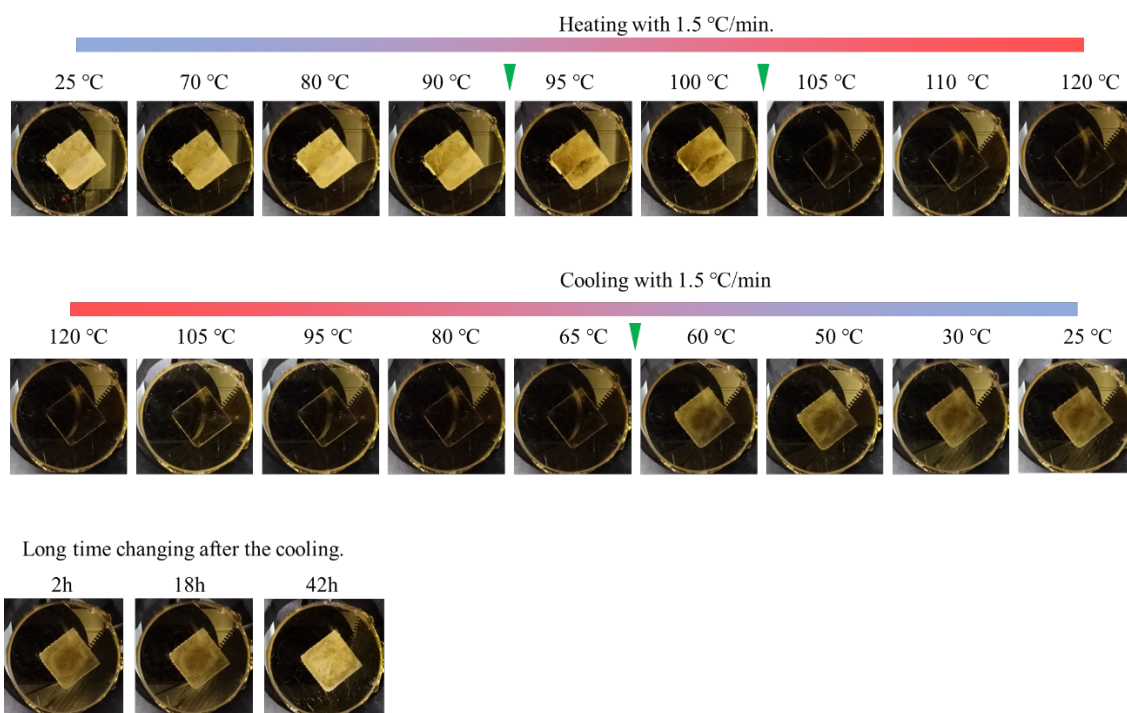 Heating with 1.5 ℃/min.
25 ℃ 70 ℃ 80 ℃ 90 ℃ 95 ℃ 100 ℃ 105 ℃ 110 ℃ 120 ℃
Cooling with 1.5 ℃/min
120 ℃ 105 ℃ 95 ℃ 80 ℃ 65 ℃ 60 ℃ 50 ℃ 30 ℃ 25 ℃
Long time changing after the cooling.
2h 18h 42h